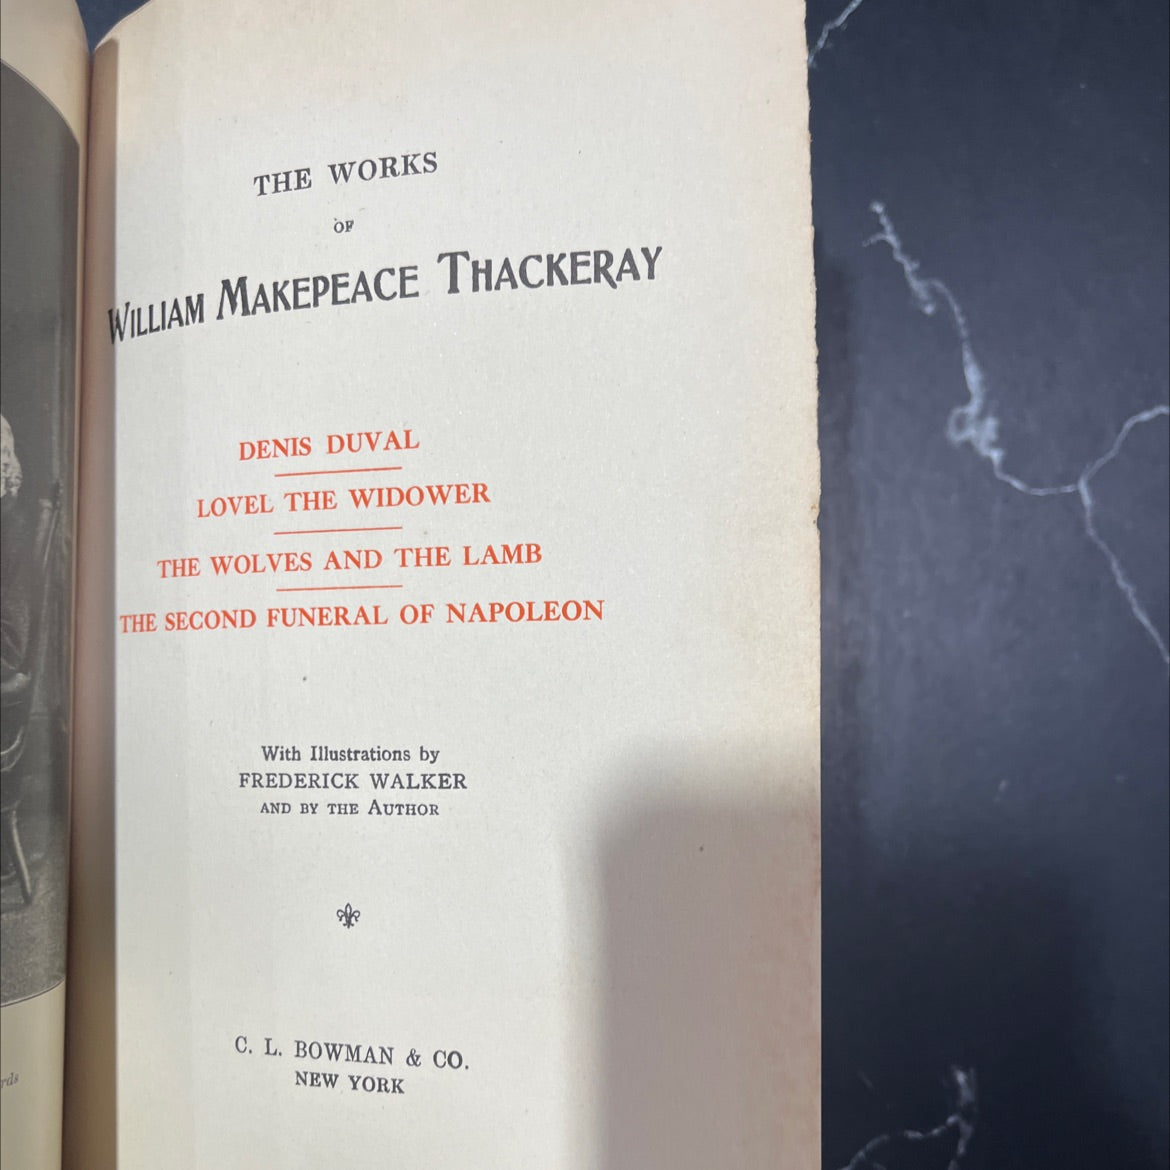 THE WORKS
OF
WILLIAM MAKEPEACE THACKERAY
DENIS DUVAL
LOVEL THE WIDOWER
THE WOLVES AND THE LAMB
THE SECOND FUNERAL OF NAPOLEON
With Illustrations by
FREDERICK WALKER
AND BY THE AUTHOR
C. L. BOWMAN & CO.
NEW YORK